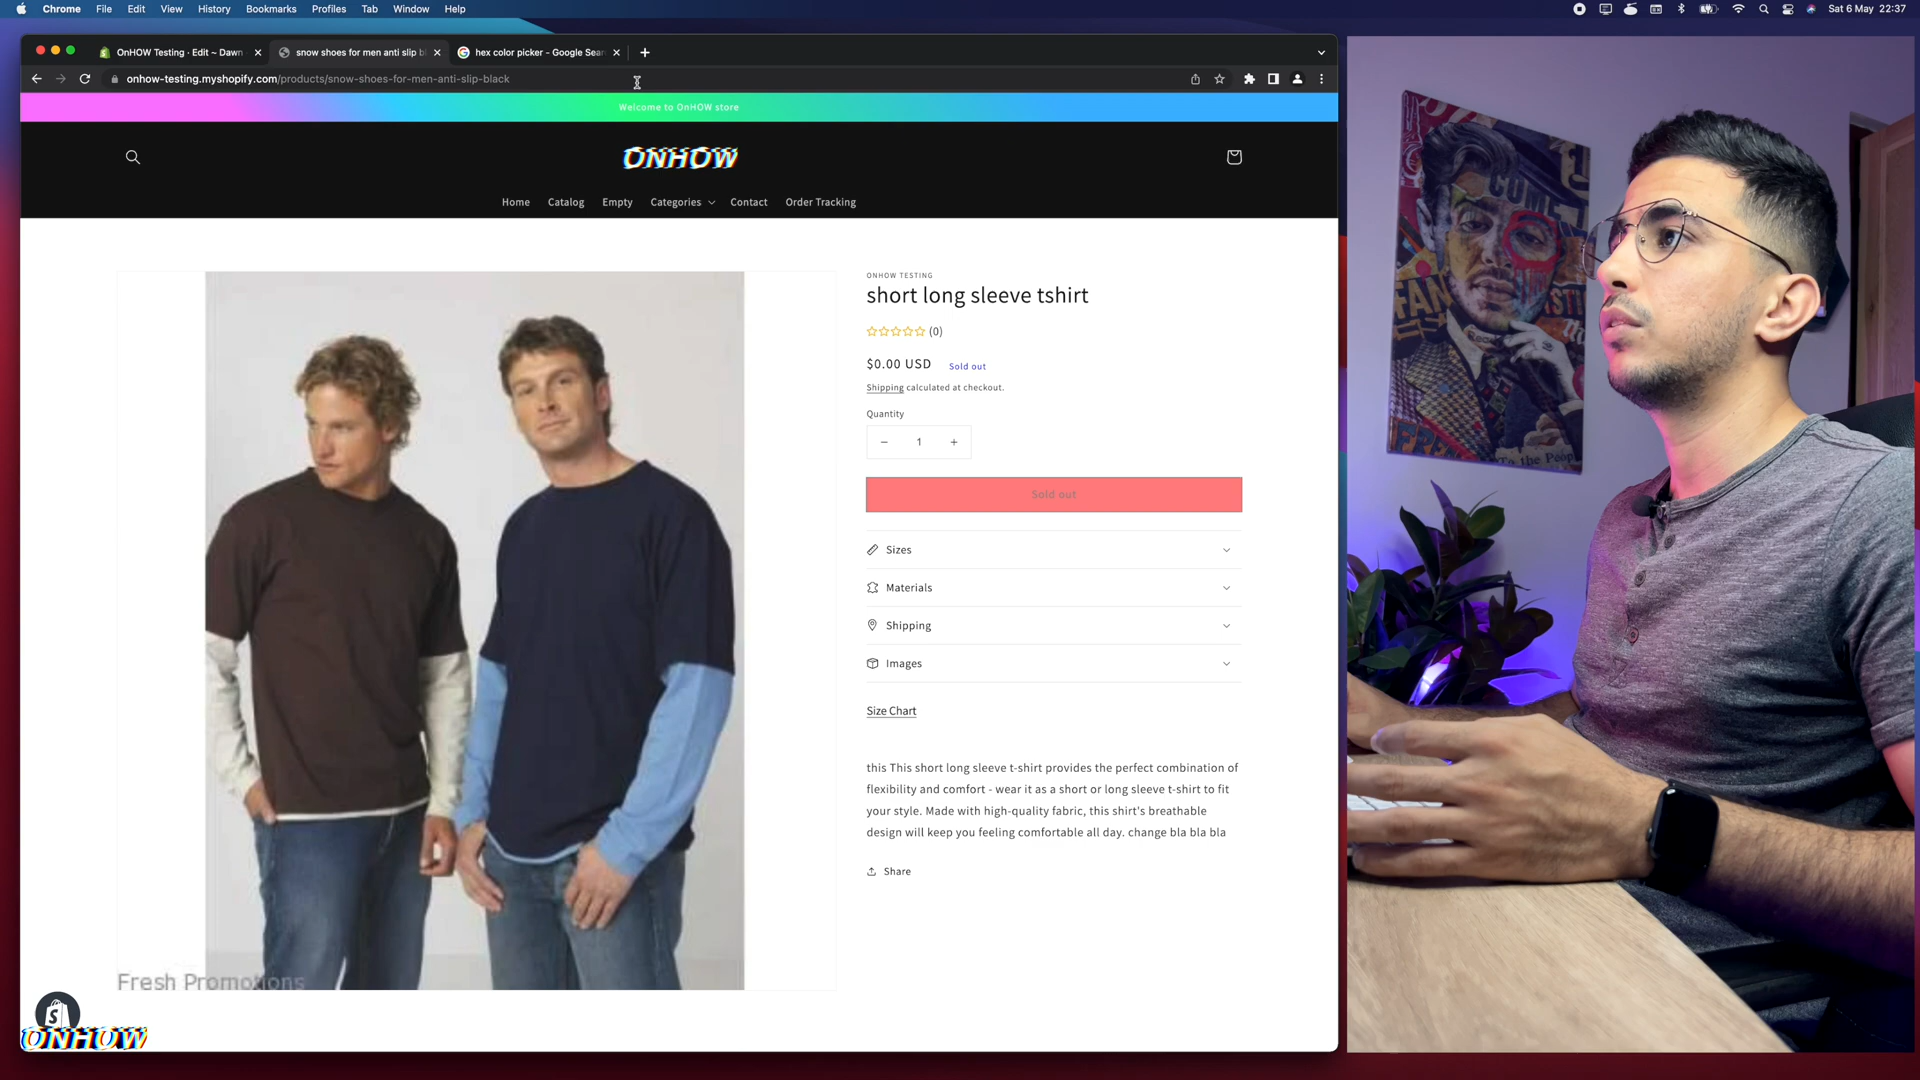 Chrome File Edit View History Bookmarks Profiles Tab Window Help
Sat 6 May 22:37
OnHOW Testing · Edit ~ Dawn
snow shoes for men anti slip b
hex color picker - Google Sear
onhow-testing.myshopify.com/products/snow-shoes-for-men-anti-slip-black
Welcome to OnHOW store
ONHOW
Home Catalog Empty Categories Contact Order Tracking
ONHOW TESTING
short long sleeve tshirt
(0)
$0.00 USD Sold out
Shipping calculated at checkout.
Quantity
− 1 +
Sold out
Sizes
Materials
Shipping
Images
Size Chart
this This short long sleeve t-shirt provides the perfect combination of
flexibility and comfort - wear it as a short or long sleeve t-shirt to fit
your style. Made with high-quality fabric, this shirt's breathable
design will keep you feeling comfortable all day. change bla bla bla
Share
Fresh Promotions
ONHOW
to the People